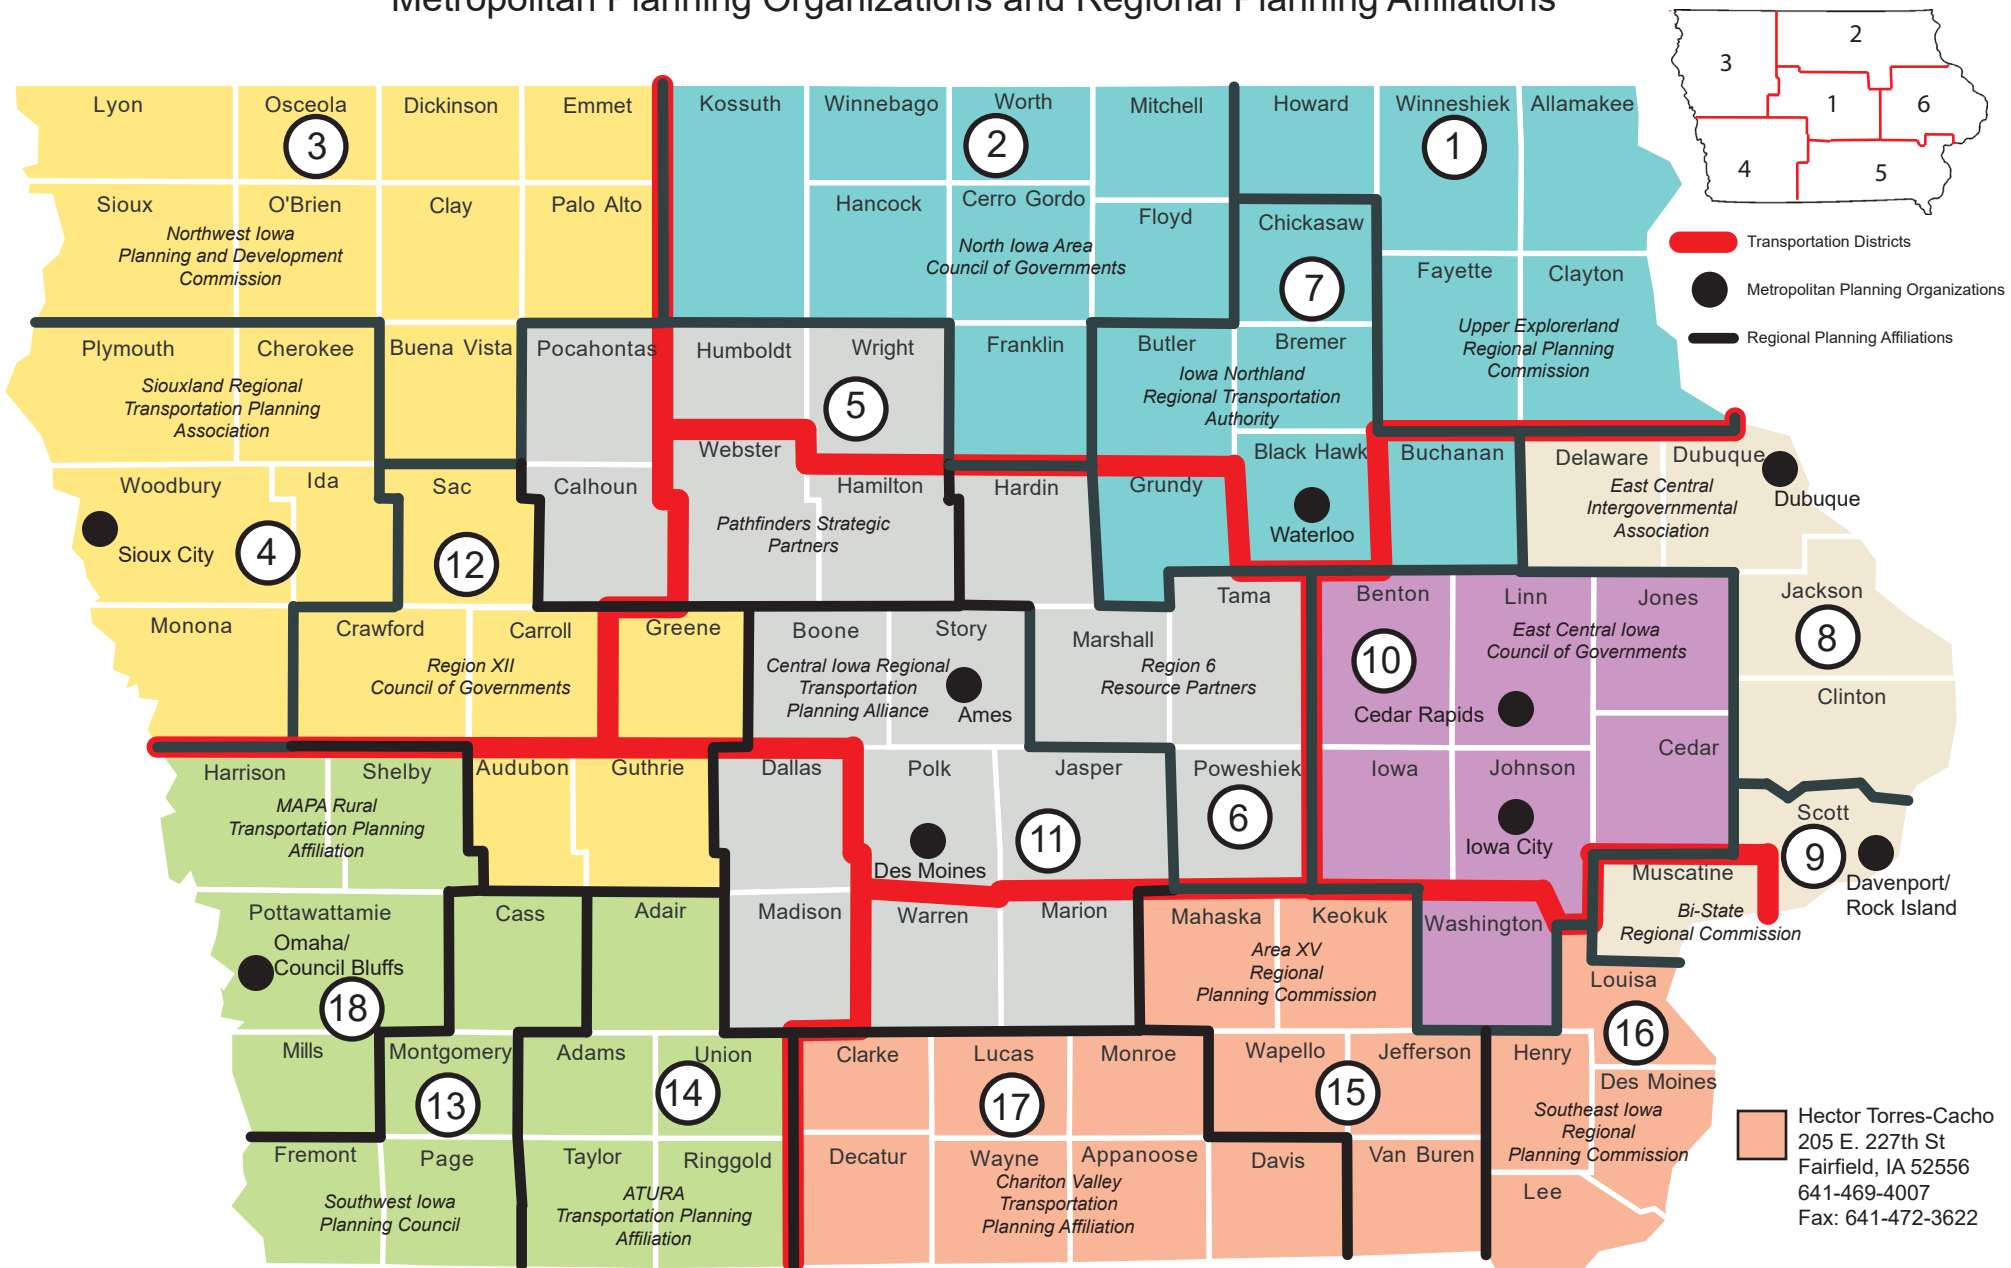 Metropolitan Planning Organizations and Regional Planning Affiliations
3
2
1
6
4
5
Transportation Districts
Metropolitan Planning Organizations
Regional Planning Affiliations
Lyon
Osceola
Dickinson
Emmet
Kossuth
Winnebago
Worth
Mitchell
Howard
Winneshiek
Allamakee
3
2
1
Sioux
O'Brien
Clay
Palo Alto
Hancock
Cerro Gordo
Floyd
Chickasaw
Northwest Iowa
Planning and Development
Commission
North Iowa Area
Council of Governments
7
Fayette
Clayton
Upper Explorerland
Regional Planning
Commission
Plymouth
Cherokee
Buena Vista
Pocahontas
Humboldt
Wright
Franklin
Butler
Bremer
Siouxland Regional
Transportation Planning
Association
5
Iowa Northland
Regional Transportation
Authority
Webster
Black Hawk
Buchanan
Delaware
Dubuque
Dubuque
East Central
Intergovernmental
Association
Woodbury
Ida
Sac
Calhoun
Hamilton
Hardin
Grundy
Waterloo
Sioux City
4
12
Pathfinders Strategic
Partners
Monona
Crawford
Carroll
Greene
Boone
Story
Marshall
Tama
Benton
Linn
Jones
Jackson
8
Clinton
Region XII
Council of Governments
Central Iowa Regional
Transportation
Planning Alliance
Ames
Region 6
Resource Partners
10
East Central Iowa
Council of Governments
Cedar Rapids
Cedar
Harrison
Shelby
Audubon
Guthrie
Dallas
Polk
Jasper
Poweshiek
Iowa
Johnson
Scott
MAPA Rural
Transportation Planning
Affiliation
Des Moines
11
6
Iowa City
9
Davenport/
Rock Island
Muscatine
Bi-State
Regional Commission
Pottawattamie
Cass
Adair
Madison
Warren
Marion
Mahaska
Keokuk
Washington
Omaha/
Council Bluffs
18
Area XV
Regional
Planning Commission
Louisa
16
Mills
Montgomery
Adams
Union
Clarke
Lucas
Monroe
Wapello
Jefferson
Henry
Des Moines
13
14
17
15
Southeast Iowa
Regional
Planning Commission
Fremont
Page
Taylor
Ringgold
Decatur
Wayne
Appanoose
Davis
Van Buren
Lee
Southwest Iowa
Planning Council
ATURA
Transportation Planning
Affiliation
Chariton Valley
Transportation
Planning Affiliation
Hector Torres-Cacho
205 E. 227th St
Fairfield, IA 52556
641-469-4007
Fax: 641-472-3622